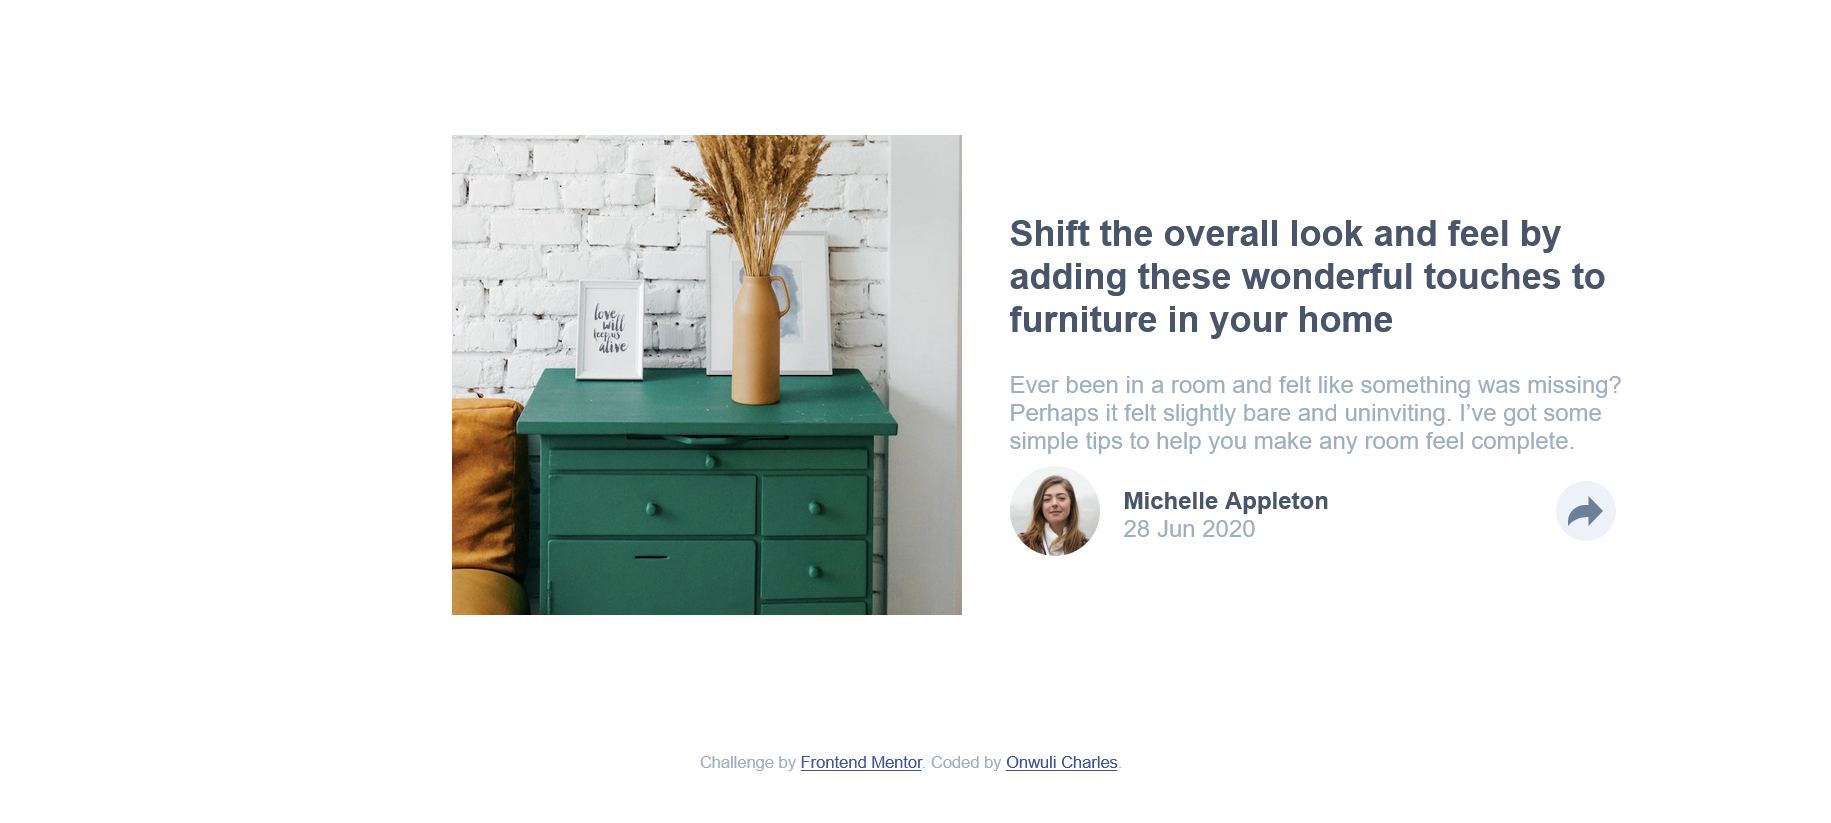 love
will
keep us
alive
Shift the overall look and feel by
adding these wonderful touches to
furniture in your home
Ever been in a room and felt like something was missing?
Perhaps it felt slightly bare and uninviting. I’ve got some
simple tips to help you make any room feel complete.
Michelle Appleton
28 Jun 2020
Challenge by Frontend Mentor. Coded by Onwuli Charles.